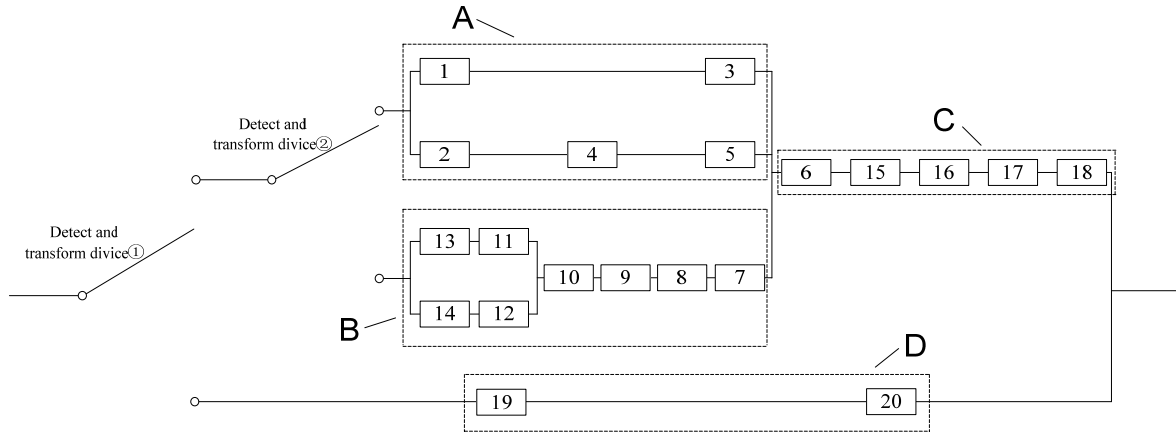 A
1
3
Detect and
transform divice②
2
4
5
C
6 15 16 17 18
Detect and
transform divice①
13 11
10 9 8 7
14 12
B
D
19
20